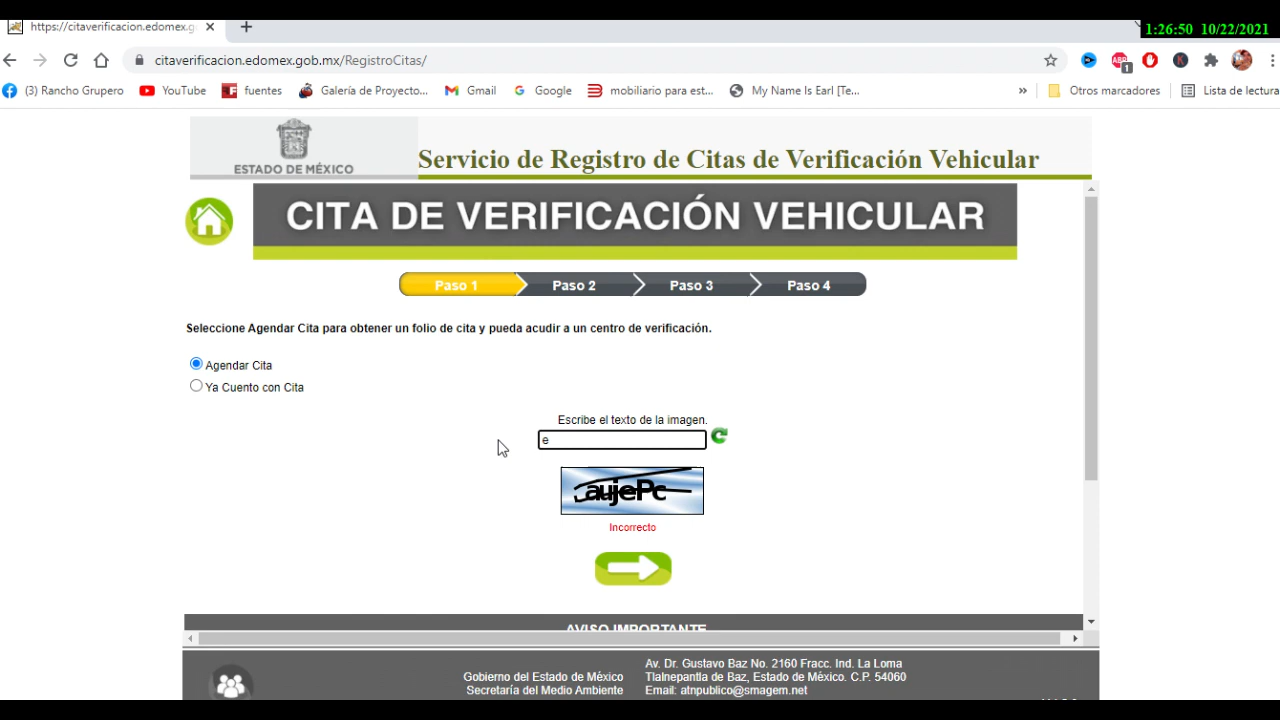 1:26:50 10/22/2021
https://citaverificacion.edomex.g
citaverificacion.edomex.gob.mx/RegistroCitas/
ABP
1
K
(3) Rancho Grupero
YouTube
fuentes
Galería de Proyecto...
Gmail
Google
mobiliario para est...
My Name Is Earl [Te...
»
Otros marcadores
Lista de lectura
ESTADO DE MÉXICO
Servicio de Registro de Citas de Verificación Vehicular
CITA DE VERIFICACIÓN VEHICULAR
Paso 1
Paso 2
Paso 3
Paso 4
Seleccione Agendar Cita para obtener un folio de cita y pueda acudir a un centro de verificación.
Agendar Cita
Ya Cuento con Cita
Escribe el texto de la imagen.
e
aujePc
Incorrecto
AVISO IMPORTANTE
Gobierno del Estado de México
Secretaría del Medio Ambiente
Av. Dr. Gustavo Baz No. 2160 Fracc. Ind. La Loma
Tlalnepantla de Baz, Estado de México. C.P. 54060
Email: atnpublico@smagem.net